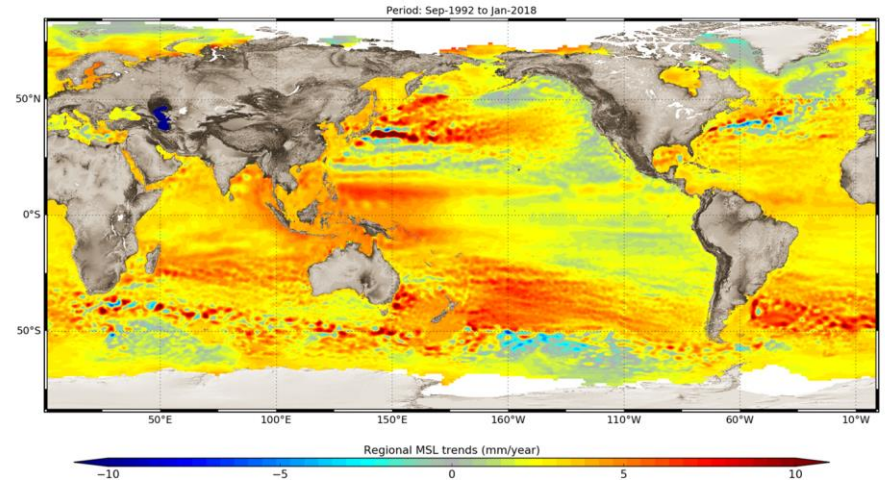 Period: Sep-1992 to Jan-2018
50°N
0°S
50°S
50°E 100°E 150°E 160°W 110°W 60°W 10°W
Regional MSL trends (mm/year)
−10 −5 0 5 10